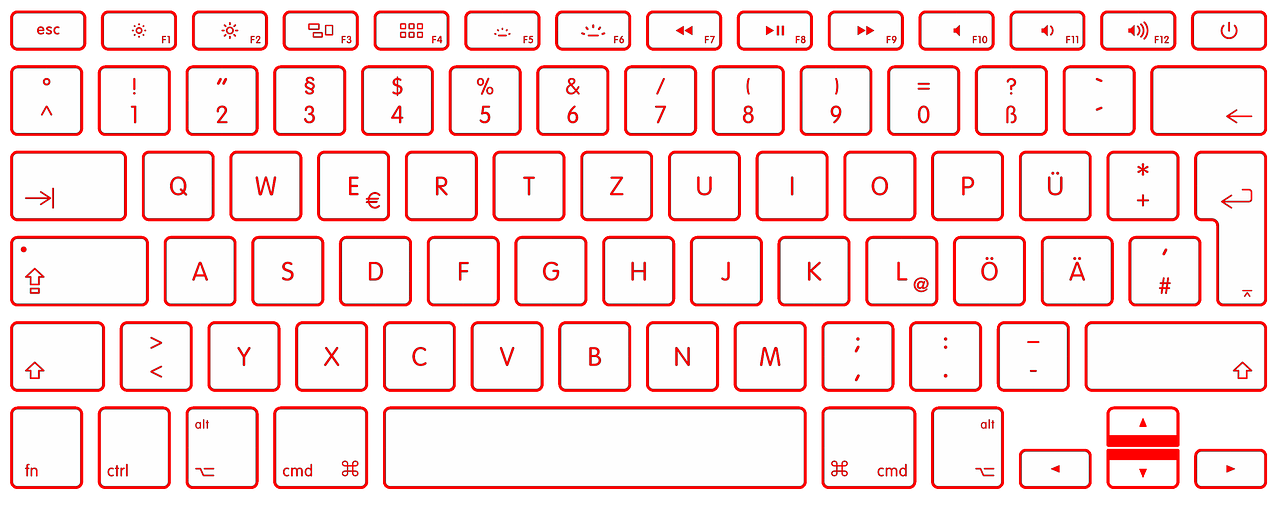 esc F1 F2 F3 F4 F5 F6 F7 F8 F9 F10 F11 F12
° ! “ § $ % & / ( ) = ? `
^ 1 2 3 4 5 6 7 8 9 0 ß ´
Q W E € R T Z U I O P Ü * +
A S D F G H J K L @ Ö Ä ‘ #
> < Y X C V B N M ; , : . – -
alt alt
fn ctrl cmd ⌘ ⌘ cmd